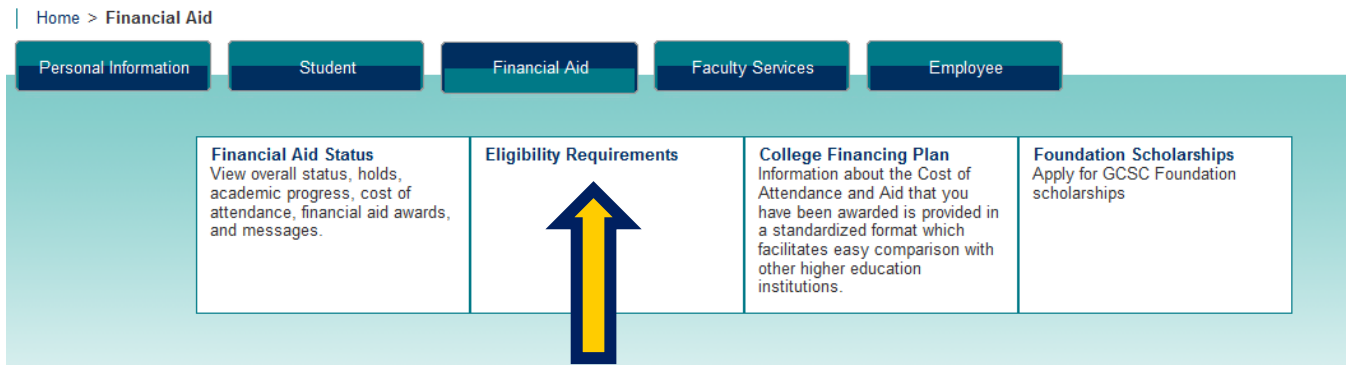 Home > Financial Aid
Personal Information
Student
Financial Aid
Faculty Services
Employee
Financial Aid Status
View overall status, holds,
academic progress, cost of
attendance, financial aid awards,
and messages.
Eligibility Requirements
College Financing Plan
Information about the Cost of
Attendance and Aid that you
have been awarded is provided in
a standardized format which
facilitates easy comparison with
other higher education
institutions.
Foundation Scholarships
Apply for GCSC Foundation
scholarships